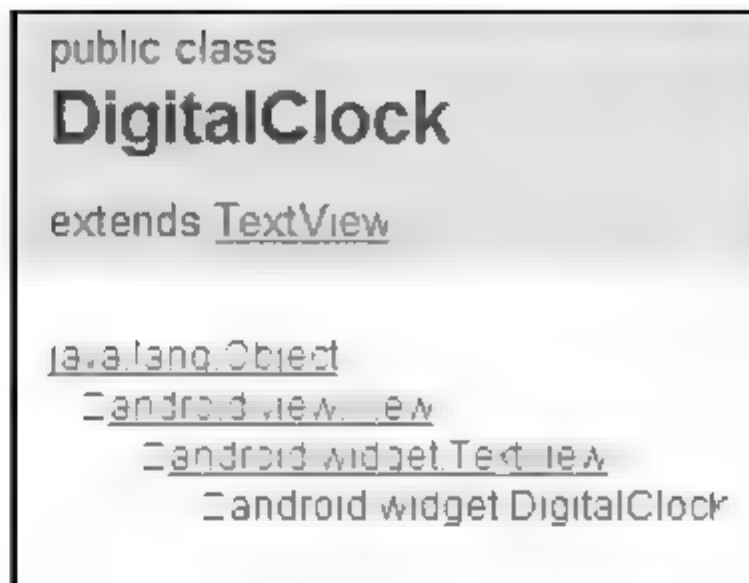 public class
DigitalClock
extends TextView
java.lang.Object
android.view.View
android.widget.TextView
android.widget.DigitalClock